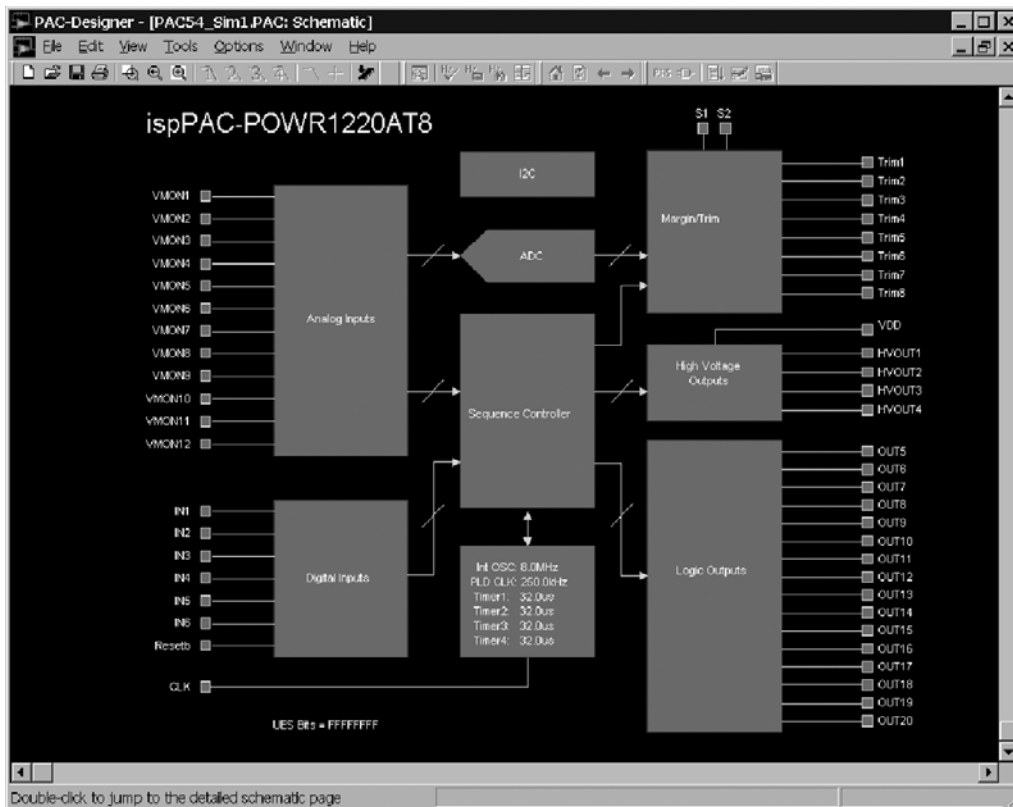 PAC-Designer - [PAC54_Sim1.PAC: Schematic]
File Edit View Tools Options Window Help
ispPAC-POWR1220AT8
S1 S2
I2C
Margin/Trim
Trim1
Trim2
Trim3
Trim4
Trim5
Trim6
Trim7
Trim8
VMON1
VMON2
VMON3
VMON4
VMON5
VMON6
VMON7
VMON8
VMON9
VMON10
VMON11
VMON12
Analog Inputs
ADC
VDD
High Voltage
Outputs
HVOUT1
HVOUT2
HVOUT3
HVOUT4
Sequence Controller
IN1
IN2
IN3
IN4
IN5
IN6
Resetb
Digital Inputs
Int OSC: 8.0MHz
PLD CLK: 250.0kHz
Timer1: 32.0us
Timer2: 32.0us
Timer3: 32.0us
Timer4: 32.0us
Logic Outputs
OUT5
OUT6
OUT7
OUT8
OUT9
OUT10
OUT11
OUT12
OUT13
OUT14
OUT15
OUT16
OUT17
OUT18
OUT19
OUT20
CLK
UES Bits = FFFFFFFF
Double-click to jump to the detailed schematic page